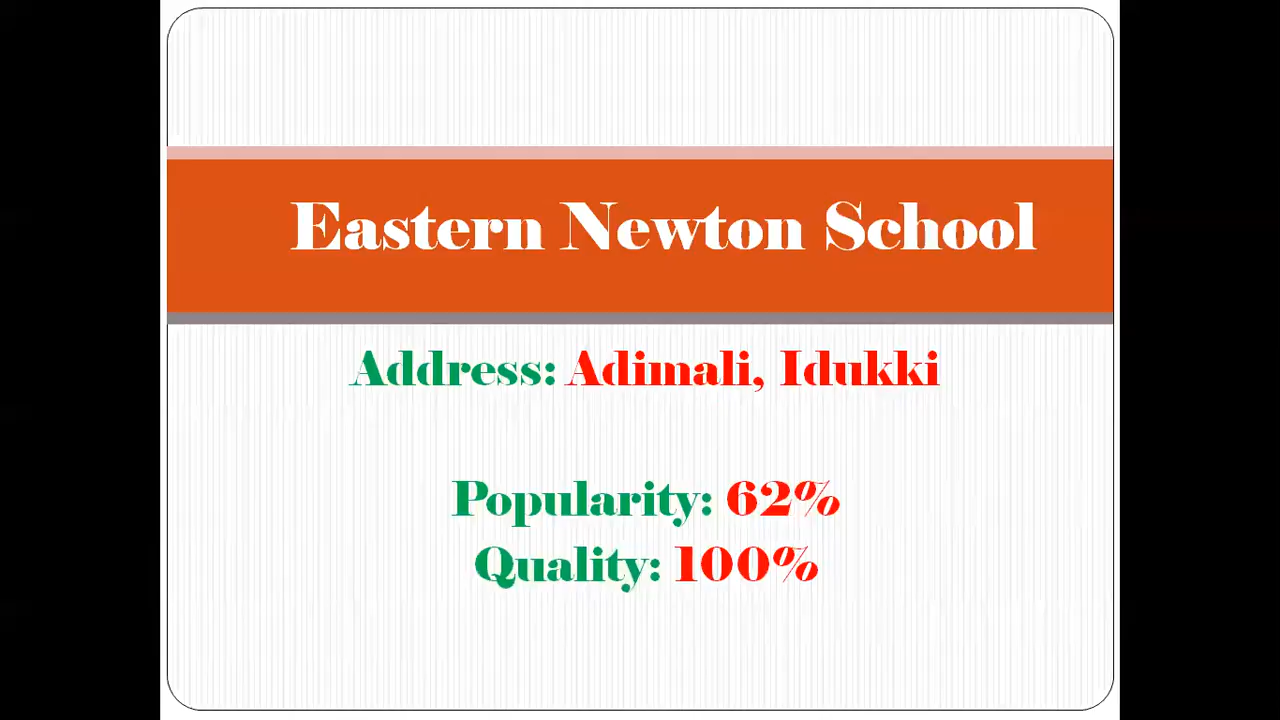 Eastern Newton School
Address: Adimali, Idukki
Popularity: 62%
Quality: 100%